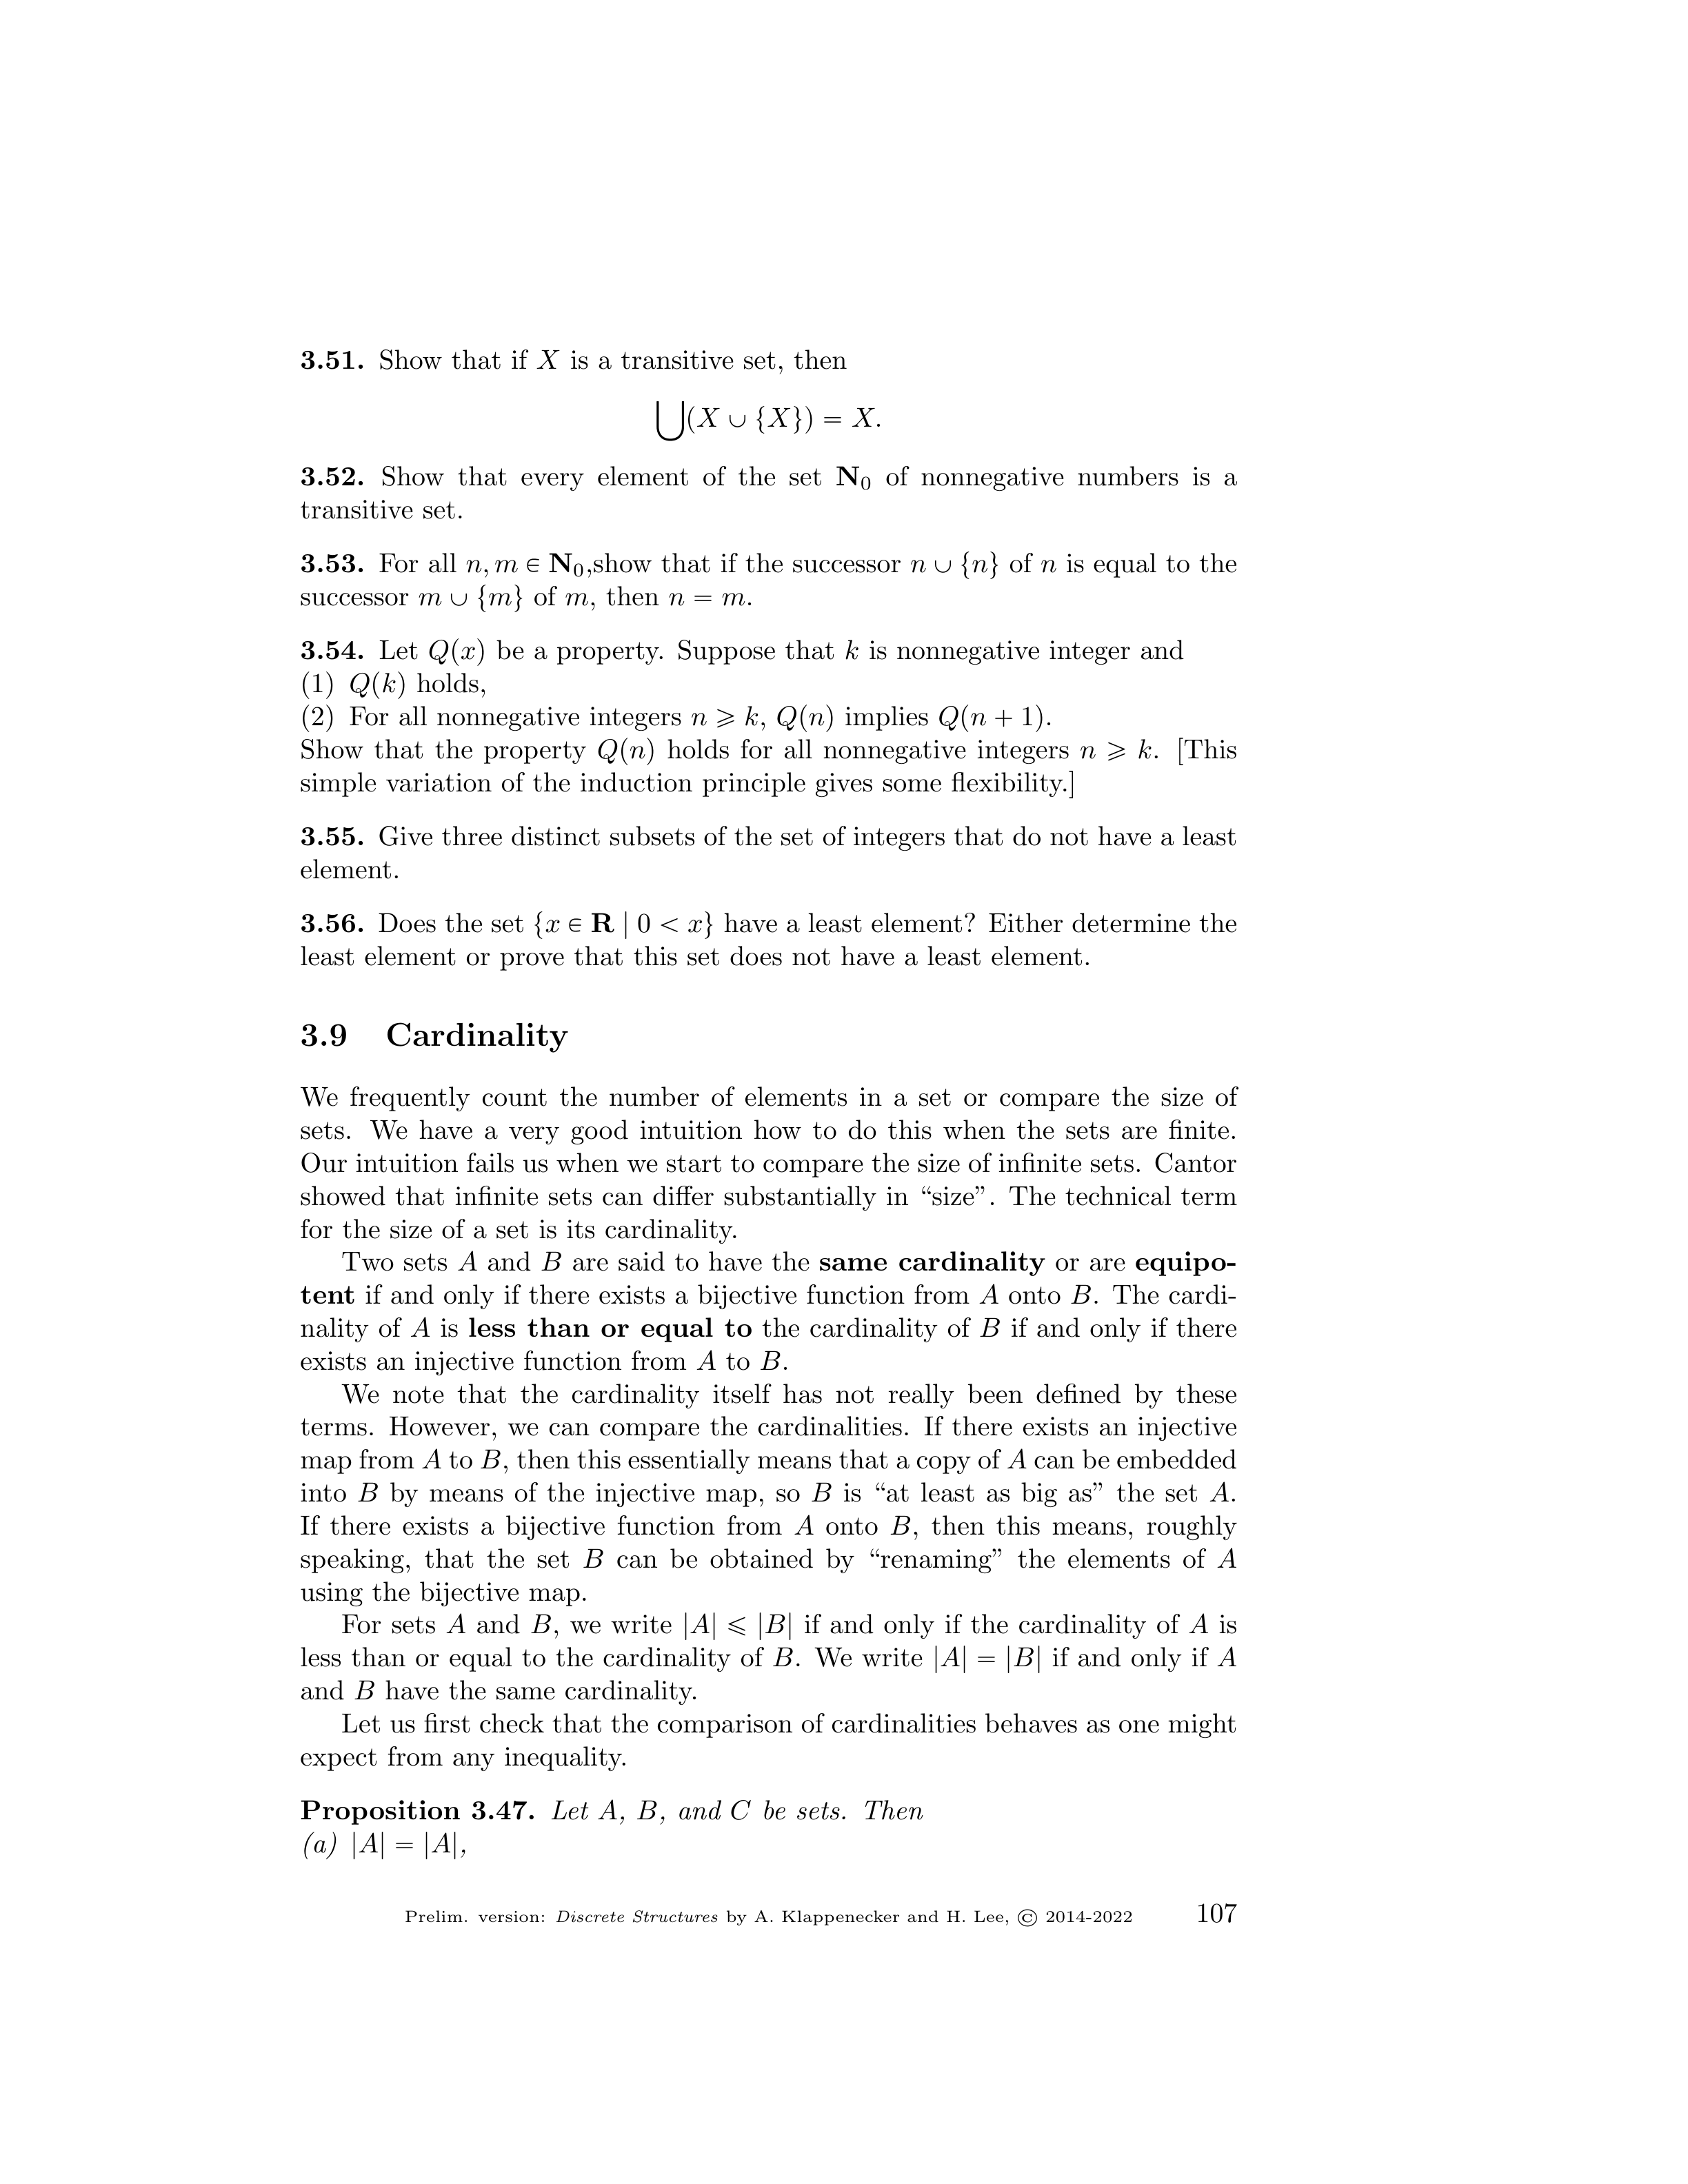 3.51. Show that if X is a transitive set, then
⋃(X ∪ {X}) = X.
3.52. Show that every element of the set N₀ of nonnegative numbers is a
transitive set.
3.53. For all n, m ∈ N₀,show that if the successor n ∪ {n} of n is equal to the
successor m ∪ {m} of m, then n = m.
3.54. Let Q(x) be a property. Suppose that k is nonnegative integer and
(1) Q(k) holds,
(2) For all nonnegative integers n ⩾ k, Q(n) implies Q(n + 1).
Show that the property Q(n) holds for all nonnegative integers n ⩾ k. [This
simple variation of the induction principle gives some flexibility.]
3.55. Give three distinct subsets of the set of integers that do not have a least
element.
3.56. Does the set {x ∈ R | 0 < x} have a least element? Either determine the
least element or prove that this set does not have a least element.
3.9 Cardinality
We frequently count the number of elements in a set or compare the size of
sets. We have a very good intuition how to do this when the sets are finite.
Our intuition fails us when we start to compare the size of infinite sets. Cantor
showed that infinite sets can differ substantially in “size”. The technical term
for the size of a set is its cardinality.
Two sets A and B are said to have the same cardinality or are equipo-
tent if and only if there exists a bijective function from A onto B. The cardi-
nality of A is less than or equal to the cardinality of B if and only if there
exists an injective function from A to B.
We note that the cardinality itself has not really been defined by these
terms. However, we can compare the cardinalities. If there exists an injective
map from A to B, then this essentially means that a copy of A can be embedded
into B by means of the injective map, so B is “at least as big as” the set A.
If there exists a bijective function from A onto B, then this means, roughly
speaking, that the set B can be obtained by “renaming” the elements of A
using the bijective map.
For sets A and B, we write |A| ⩽ |B| if and only if the cardinality of A is
less than or equal to the cardinality of B. We write |A| = |B| if and only if A
and B have the same cardinality.
Let us first check that the comparison of cardinalities behaves as one might
expect from any inequality.
Proposition 3.47. Let A, B, and C be sets. Then
(a) |A| = |A|,
Prelim. version: Discrete Structures by A. Klappenecker and H. Lee, © 2014-2022 107